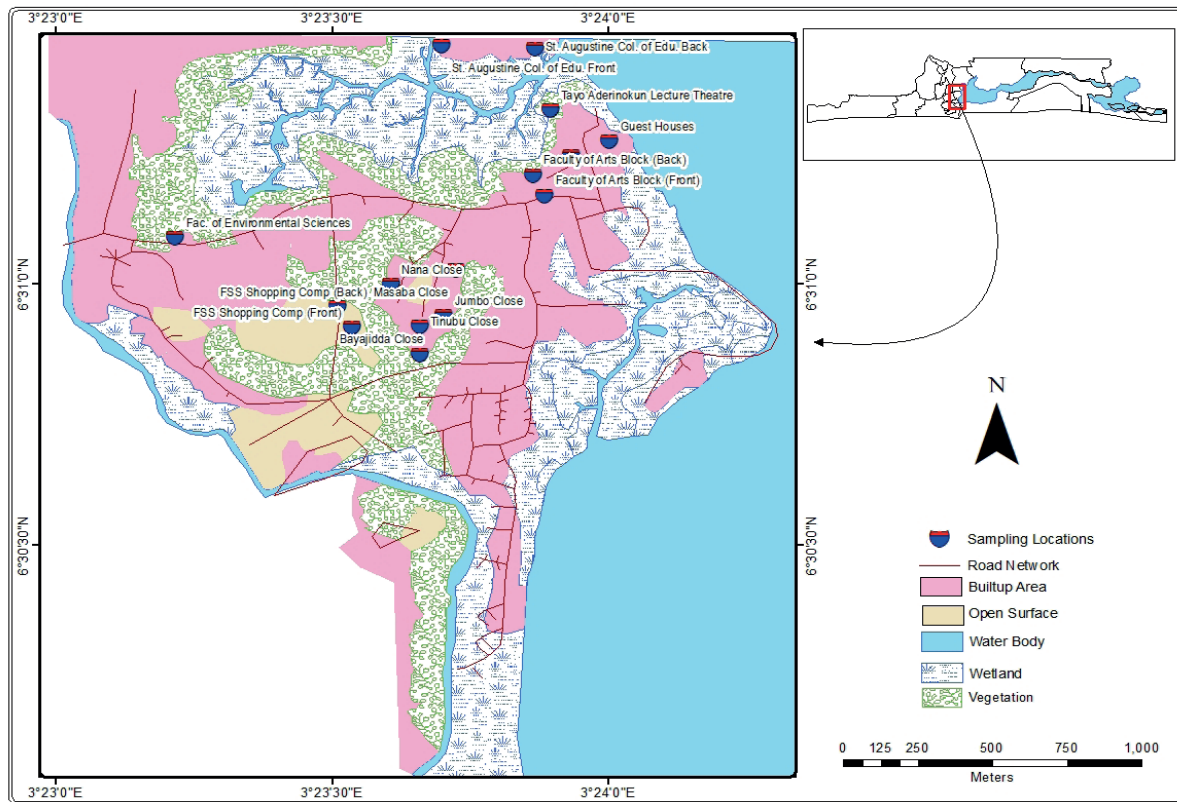 3°23'0"E
3°23'30"E
3°24'0"E
St. Augustine Col. of Edu. Back
St. Augustine Col. of Edu. Front
Tayo Aderinokun Lecture Theatre
Guest Houses
Faculty of Arts Block (Back)
Faculty of Arts Block (Front)
Fac. of Environmental Sciences
Nana Close
6°31'0"N
6°31'0"N
FSS Shopping Comp (Back)
Masaba Close
Jumbo Close
FSS Shopping Comp (Front)
Tinubu Close
Bayajidda Close
N
6°30'30"N
6°30'30"N
Sampling Locations
Road Network
Builtup Area
Open Surface
Water Body
Wetland
Vegetation
0 125 250 500 750 1,000
Meters
3°23'0"E
3°23'30"E
3°24'0"E